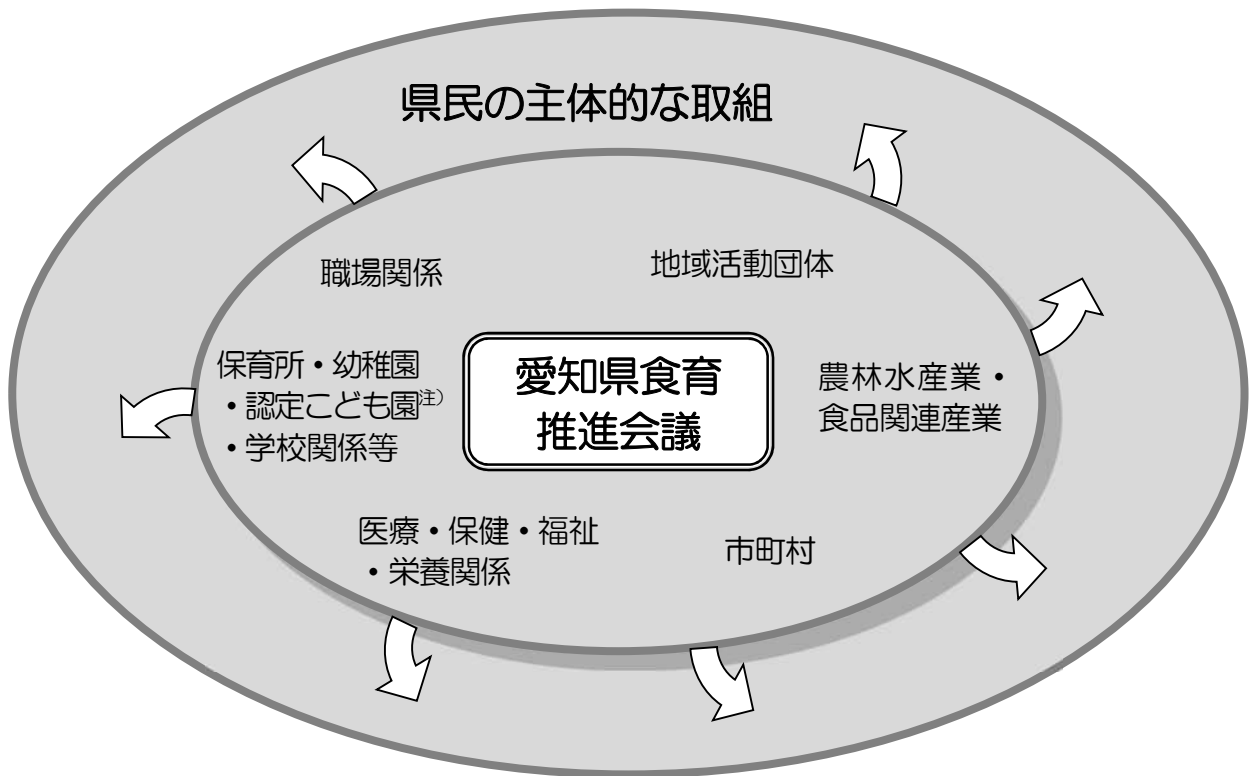 県民の主体的な取組
職場関係
地域活動団体
保育所・幼稚園
・認定こども園注）
・学校関係等
愛知県食育
推進会議
農林水産業・
食品関連産業
医療・保健・福祉
・栄養関係
市町村